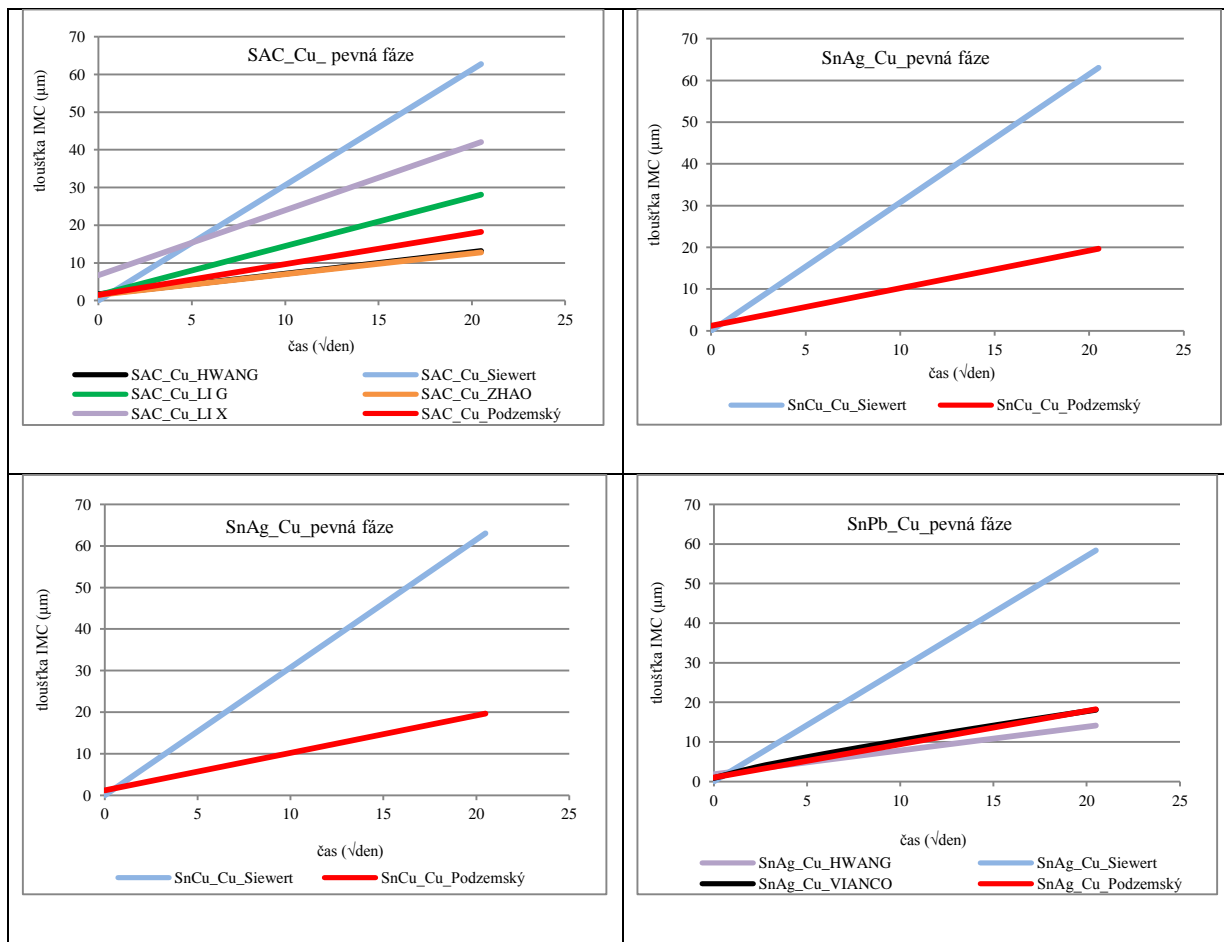 SAC_Cu_ pevná fáze
tloušťka IMC (µm)
70
60
50
40
30
20
10
0
0 5 10 15 20 25
čas (√den)
SAC_Cu_HWANG SAC_Cu_Siewert
SAC_Cu_LI G SAC_Cu_ZHAO
SAC_Cu_LI X SAC_Cu_Podzemský
SnAg_Cu_pevná fáze
tloušťka IMC (µm)
70
60
50
40
30
20
10
0
0 5 10 15 20 25
čas (√den)
SnCu_Cu_Siewert SnCu_Cu_Podzemský
SnAg_Cu_pevná fáze
tloušťka IMC (µm)
70
60
50
40
30
20
10
0
0 5 10 15 20 25
čas (√den)
SnCu_Cu_Siewert SnCu_Cu_Podzemský
SnPb_Cu_pevná fáze
tloušťka IMC (µm)
70
60
50
40
30
20
10
0
0 5 10 15 20 25
čas (√den)
SnAg_Cu_HWANG SnAg_Cu_Siewert
SnAg_Cu_VIANCO SnAg_Cu_Podzemský